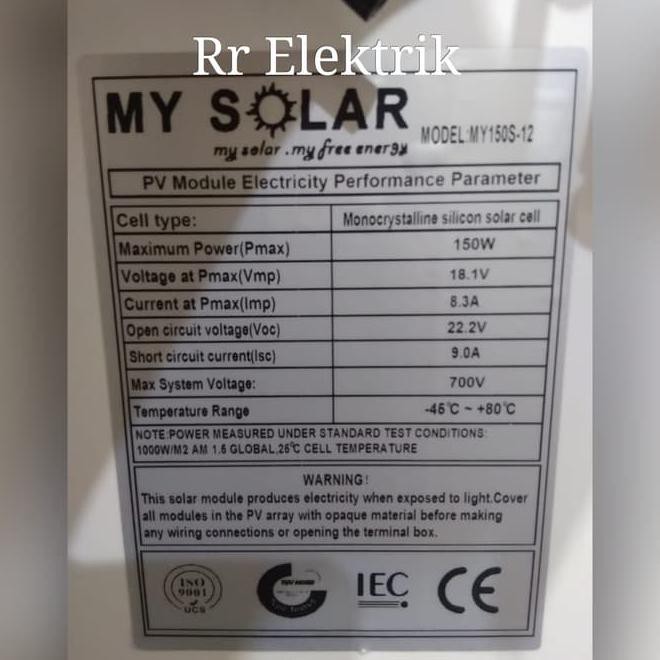 Rr Elektrik
MY SOLAR
my solar .my free energy
MODEL:MY150S-12
PV Module Electricity Performance Parameter
Cell type: Monocrystalline silicon solar cell
Maximum Power(Pmax) 150W
Voltage at Pmax(Vmp) 18.1V
Current at Pmax(Imp) 8.3A
Open circuit voltage(Voc) 22.2V
Short circuit current(Isc) 9.0A
Max System Voltage: 700V
Temperature Range -45℃ ~ +80℃
NOTE:POWER MEASURED UNDER STANDARD TEST CONDITIONS:
1000W/M2 AM 1.5 GLOBAL,25℃ CELL TEMPERATURE
WARNING!
This solar module produces electricity when exposed to light.Cover
all modules in the PV array with opaque material before making
any wiring connections or opening the terminal box.
ISO
9001
UCS
IEC
CE